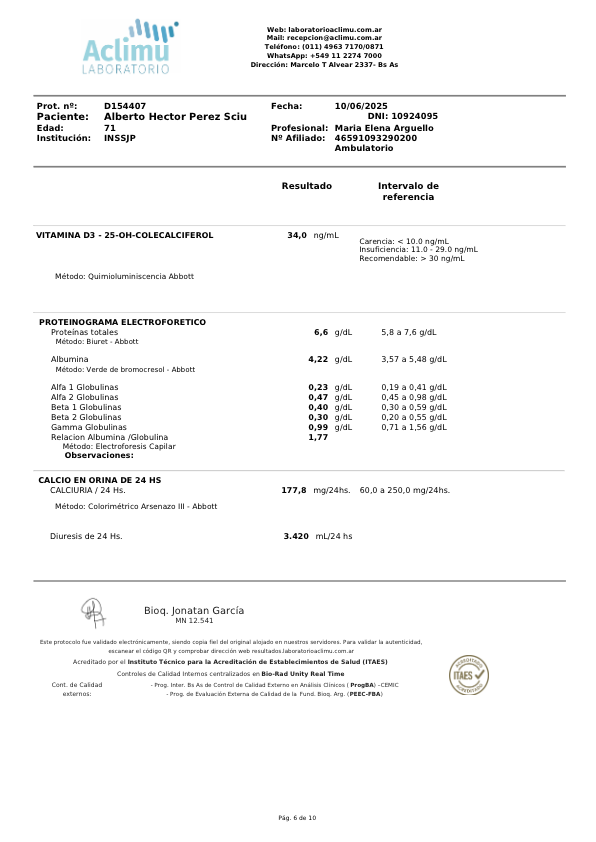 Aclimu
LABORATORIO
Web: laboratorioaclimu.com.ar
Mail: recepcion@aclimu.com.ar
Teléfono: (011) 4963 7170/0871
WhatsApp: +549 11 2274 7000
Dirección: Marcelo T Alvear 2337- Bs As
Prot. nº: D154407 Fecha: 10/06/2025
Paciente: Alberto Hector Perez Sciu DNI: 10924095
Edad: 71 Profesional: Maria Elena Arguello
Institución: INSSJP Nº Afiliado: 46591093290200
Ambulatorio
Resultado Intervalo de
referencia
VITAMINA D3 - 25-OH-COLECALCIFEROL 34,0 ng/mL
Carencia: < 10.0 ng/mL
Insuficiencia: 11.0 - 29.0 ng/mL
Recomendable: > 30 ng/mL
Método: Quimioluminiscencia Abbott
PROTEINOGRAMA ELECTROFORETICO
Proteínas totales 6,6 g/dL 5,8 a 7,6 g/dL
Método: Biuret - Abbott
Albumina 4,22 g/dL 3,57 a 5,48 g/dL
Método: Verde de bromocresol - Abbott
Alfa 1 Globulinas 0,23 g/dL 0,19 a 0,41 g/dL
Alfa 2 Globulinas 0,47 g/dL 0,45 a 0,98 g/dL
Beta 1 Globulinas 0,40 g/dL 0,30 a 0,59 g/dL
Beta 2 Globulinas 0,30 g/dL 0,20 a 0,55 g/dL
Gamma Globulinas 0,99 g/dL 0,71 a 1,56 g/dL
Relacion Albumina /Globulina 1,77
Método: Electroforesis Capilar
Observaciones:
CALCIO EN ORINA DE 24 HS
CALCIURIA / 24 Hs. 177,8 mg/24hs. 60,0 a 250,0 mg/24hs.
Método: Colorimétrico Arsenazo III - Abbott
Diuresis de 24 Hs. 3.420 mL/24 hs
Bioq. Jonatan García
MN 12.541
Este protocolo fue validado electrónicamente, siendo copia fiel del original alojado en nuestros servidores. Para validar la autenticidad,
escanear el código QR y comprobar dirección web resultados.laboratorioaclimu.com.ar
Acreditado por el Instituto Técnico para la Acreditación de Establecimientos de Salud (ITAES)
Controles de Calidad Internos centralizados en Bio-Rad Unity Real Time
Cont. de Calidad
externos:
- Prog. Inter. Bs As de Control de Calidad Externo en Análisis Clínicos ( ProgBA) –CEMIC
- Prog. de Evaluación Externa de Calidad de la Fund. Bioq. Arg. (PEEC-FBA)
ACREDITADO
ITAES
ACREDITADO
Pág. 6 de 10